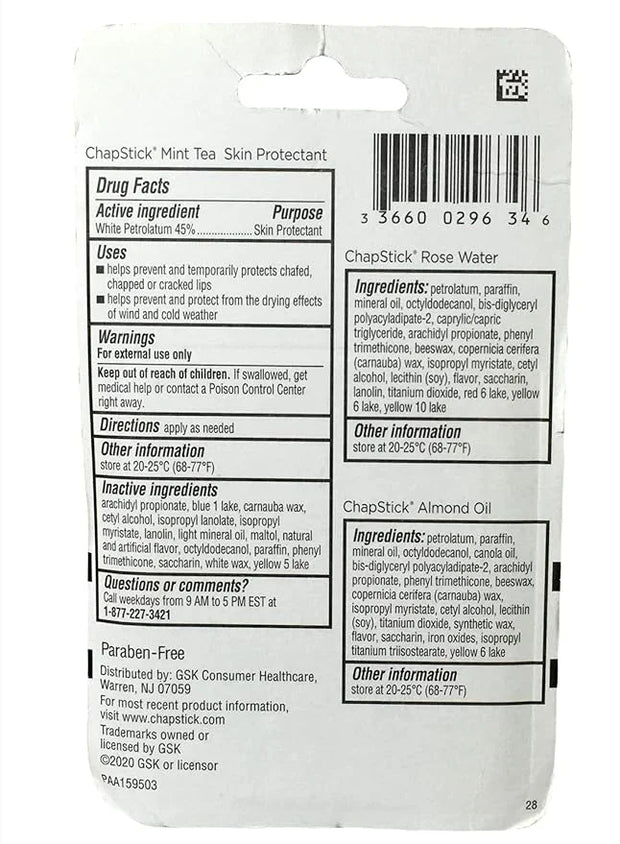 ChapStick® Mint Tea Skin Protectant
Drug Facts
Active ingredient Purpose
White Petrolatum 45%................... Skin Protectant
Uses
■ helps prevent and temporarily protects chafed,
chapped or cracked lips
■ helps prevent and protect from the drying effects
of wind and cold weather
Warnings
For external use only
Keep out of reach of children. If swallowed, get
medical help or contact a Poison Control Center
right away.
Directions apply as needed
Other information
store at 20-25°C (68-77°F)
Inactive ingredients
arachidyl propionate, blue 1 lake, carnauba wax,
cetyl alcohol, isopropyl lanolate, isopropyl
myristate, lanolin, light mineral oil, maltol, natural
and artificial flavor, octyldodecanol, paraffin, phenyl
trimethicone, saccharin, white wax, yellow 5 lake
Questions or comments?
Call weekdays from 9 AM to 5 PM EST at
1-877-227-3421
Paraben-Free
Distributed by: GSK Consumer Healthcare,
Warren, NJ 07059
For most recent product information,
visit www.chapstick.com
Trademarks owned or
licensed by GSK
©2020 GSK or licensor
PAA159503
3 3660 0296 34 6
ChapStick® Rose Water
Ingredients: petrolatum, paraffin,
mineral oil, octyldodecanol, bis-diglyceryl
polyacyladipate-2, caprylic/capric
triglyceride, arachidyl propionate, phenyl
trimethicone, beeswax, copernicia cerifera
(carnauba) wax, isopropyl myristate, cetyl
alcohol, lecithin (soy), flavor, saccharin,
lanolin, titanium dioxide, red 6 lake, yellow
6 lake, yellow 10 lake
Other information
store at 20-25°C (68-77°F)
ChapStick® Almond Oil
Ingredients: petrolatum, paraffin,
mineral oil, octyldodecanol, canola oil,
bis-diglyceryl polyacyladipate-2, arachidyl
propionate, phenyl trimethicone, beeswax,
copernicia cerifera (carnauba) wax,
isopropyl myristate, cetyl alcohol, lecithin
(soy), titanium dioxide, synthetic wax,
flavor, saccharin, iron oxides, isopropyl
titanium triisostearate, yellow 6 lake
Other information
store at 20-25°C (68-77°F)
28